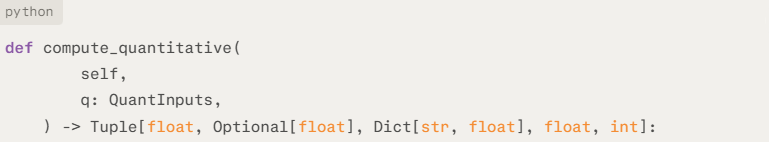 python
def compute_quantitative(
        self,
        q: QuantInputs,
    ) -> Tuple[float, Optional[float], Dict[str, float], float, int]: